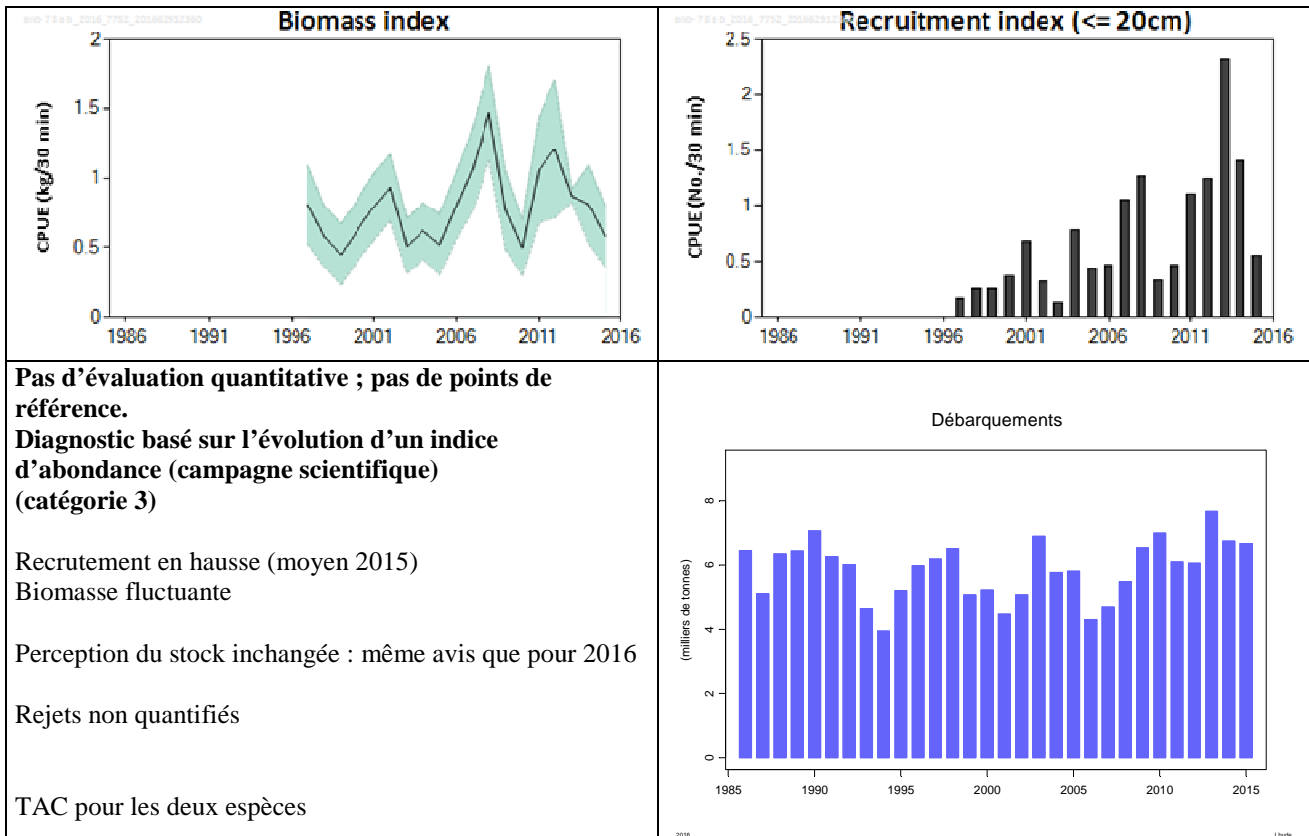 Biomass index
2
1.5
1
0.5
0
CPUE (kg/30 min)
1986 1991 1996 2001 2006 2011 2016
Recruitment index (<= 20cm)
2.5
2
1.5
1
0.5
0
CPUE (No./30 min)
1986 1991 1996 2001 2006 2011 2016
Pas d'évaluation quantitative ; pas de points de
référence.
Diagnostic basé sur l'évolution d'un indice
d'abondance (campagne scientifique)
(catégorie 3)
Recrutement en hausse (moyen 2015)
Biomasse fluctuante
Perception du stock inchangée : même avis que pour 2016
Rejets non quantifiés
TAC pour les deux espèces
Débarquements
(milliers de tonnes)
8
6
4
2
0
1985 1990 1995 2000 2005 2010 2015
2016